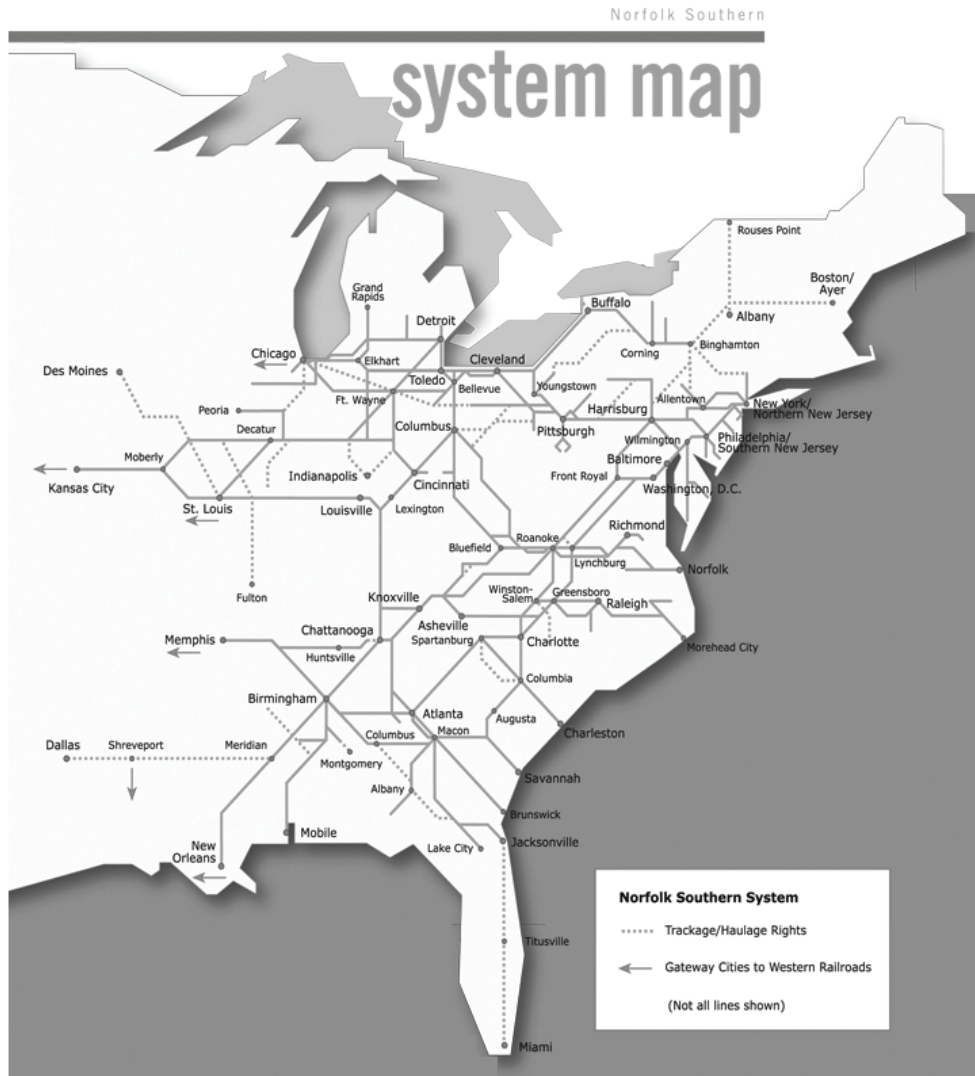 Norfolk Southern
system map
Rouses Point
Boston/
Ayer
Grand
Rapids
Buffalo
Albany
Detroit
Corning
Binghamton
Chicago
Elkhart
Cleveland
Des Moines
Toledo
Bellevue
Youngstown
Ft. Wayne
Allentown
New York/
Northern New Jersey
Peoria
Harrisburg
Decatur
Columbus
Pittsburgh
Wilmington
Philadelphia/
Southern New Jersey
Moberly
Baltimore
Indianapolis
Front Royal
Kansas City
Cincinnati
Washington, D.C.
St. Louis
Louisville
Lexington
Richmond
Roanoke
Bluefield
Lynchburg
Norfolk
Fulton
Knoxville
Winston-
Salem
Greensboro
Raleigh
Asheville
Chattanooga
Spartanburg
Charlotte
Memphis
Morehead City
Huntsville
Columbia
Birmingham
Atlanta
Augusta
Macon
Charleston
Columbus
Dallas
Shreveport
Meridian
Montgomery
Savannah
Albany
Brunswick
Mobile
Jacksonville
New
Orleans
Lake City
Norfolk Southern System
Trackage/Haulage Rights
Titusville
Gateway Cities to Western Railroads
(Not all lines shown)
Miami